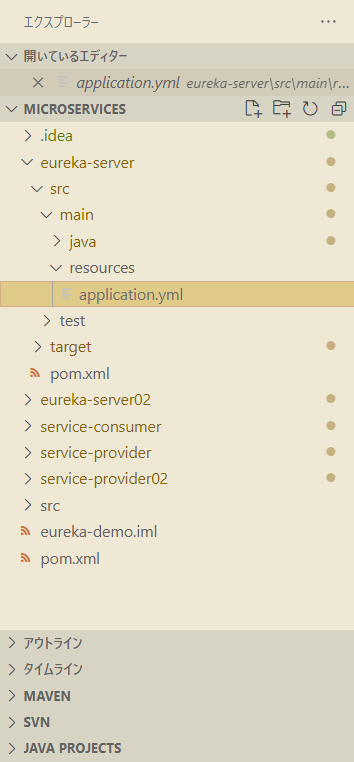 エクスプローラー ···
開いているエディター
application.yml eureka-server\src\main\r...
MICROSERVICES
.idea
eureka-server
src
main
java
resources
application.yml
test
target
pom.xml
eureka-server02
service-consumer
service-provider
service-provider02
src
eureka-demo.iml
pom.xml
アウトライン
タイムライン
MAVEN
SVN
JAVA PROJECTS